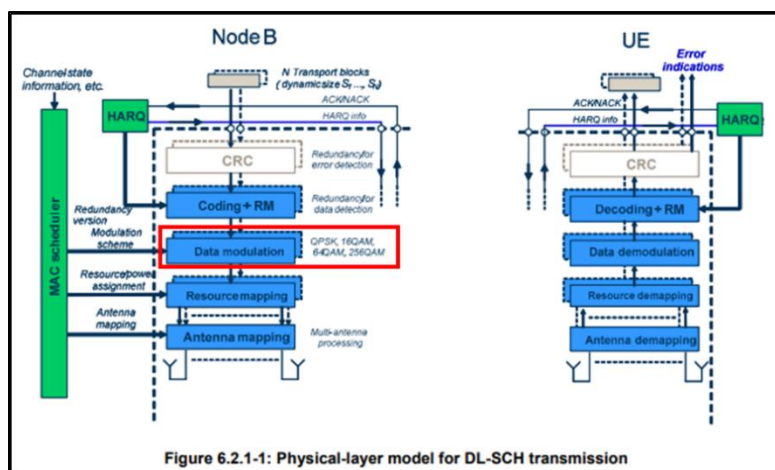 Node B
UE
Channel state
information, etc.
N Transport blocks
(dynamic size S₁, ..., Sₙ)
Error
indications
HARQ
ACK/NACK
HARQ info
ACK/NACK
HARQ info
HARQ
CRC
Redundancy for
error detection
CRC
Coding + RM
Redundancy for
data detection
Decoding + RM
MAC scheduler
Redundancy
version
Modulation
scheme
Data modulation
QPSK, 16QAM,
64QAM, 256QAM
Data demodulation
Resource/power
assignment
Resource mapping
Resource demapping
Antenna
mapping
Antenna mapping
Multi-antenna
processing
Antenna demapping
Figure 6.2.1-1: Physical-layer model for DL-SCH transmission